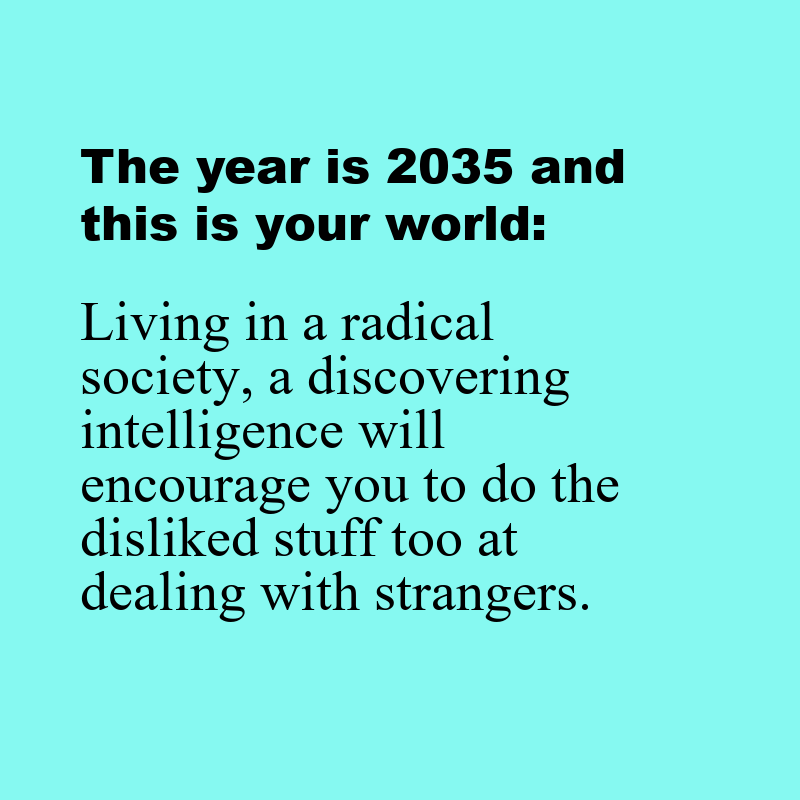 The year is 2035 and
this is your world:
Living in a radical
society, a discovering
intelligence will
encourage you to do the
disliked stuff too at
dealing with strangers.